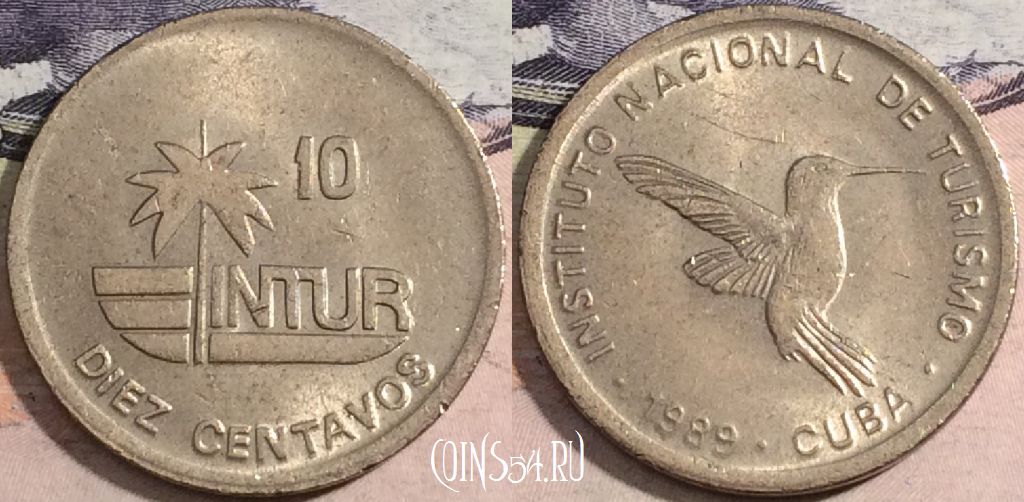 10
INTUR
DIEZ CENTAVOS
INSTITUTO NACIONAL DE TURISMO
· 1989 · CUBA ·
COINS54.RU